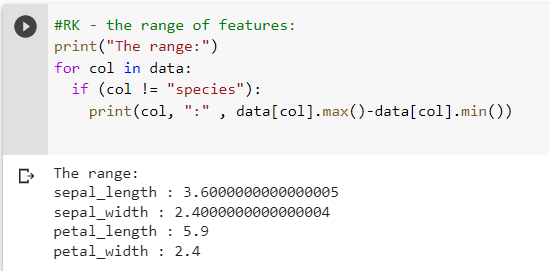 #RK - the range of features:
print("The range:")
for col in data:
  if (col != "species"):
    print(col, ":" , data[col].max()-data[col].min())
The range:
sepal_length : 3.6000000000000005
sepal_width : 2.4000000000000004
petal_length : 5.9
petal_width : 2.4